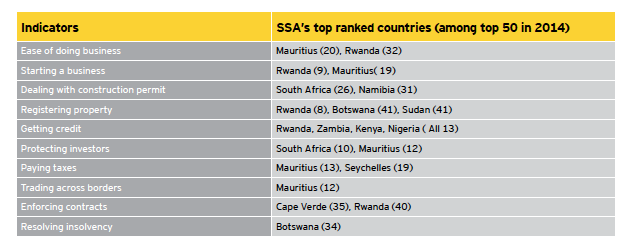 Indicators SSA's top ranked countries (among top 50 in 2014)
Ease of doing business Mauritius (20), Rwanda (32)
Starting a business Rwanda (9), Mauritius( 19)
Dealing with construction permit South Africa (26), Namibia (31)
Registering property Rwanda (8), Botswana (41), Sudan (41)
Getting credit Rwanda, Zambia, Kenya, Nigeria ( All 13)
Protecting investors South Africa (10), Mauritius (12)
Paying taxes Mauritius (13), Seychelles (19)
Trading across borders Mauritius (12)
Enforcing contracts Cape Verde (35), Rwanda (40)
Resolving insolvency Botswana (34)